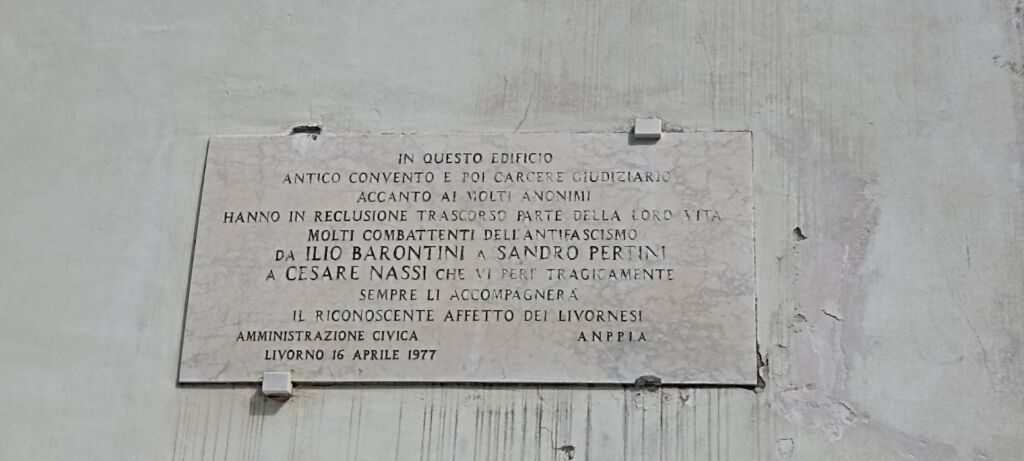 IN QUESTO EDIFICIO
ANTICO CONVENTO E POI CARCERE GIUDIZIARIO
ACCANTO AI MOLTI ANONIMI
HANNO IN RECLUSIONE TRASCORSO PARTE DELLA LORO VITA
MOLTI COMBATTENTI DELL'ANTIFASCISMO
DA ILIO BARONTINI A SANDRO PERTINI
A CESARE NASSI CHE VI PERÌ TRAGICAMENTE
SEMPRE LI ACCOMPAGNERÀ
IL RICONOSCENTE AFFETTO DEI LIVORNESI
AMMINISTRAZIONE CIVICA A.N.P.P.I.A
LIVORNO 16 APRILE 1977